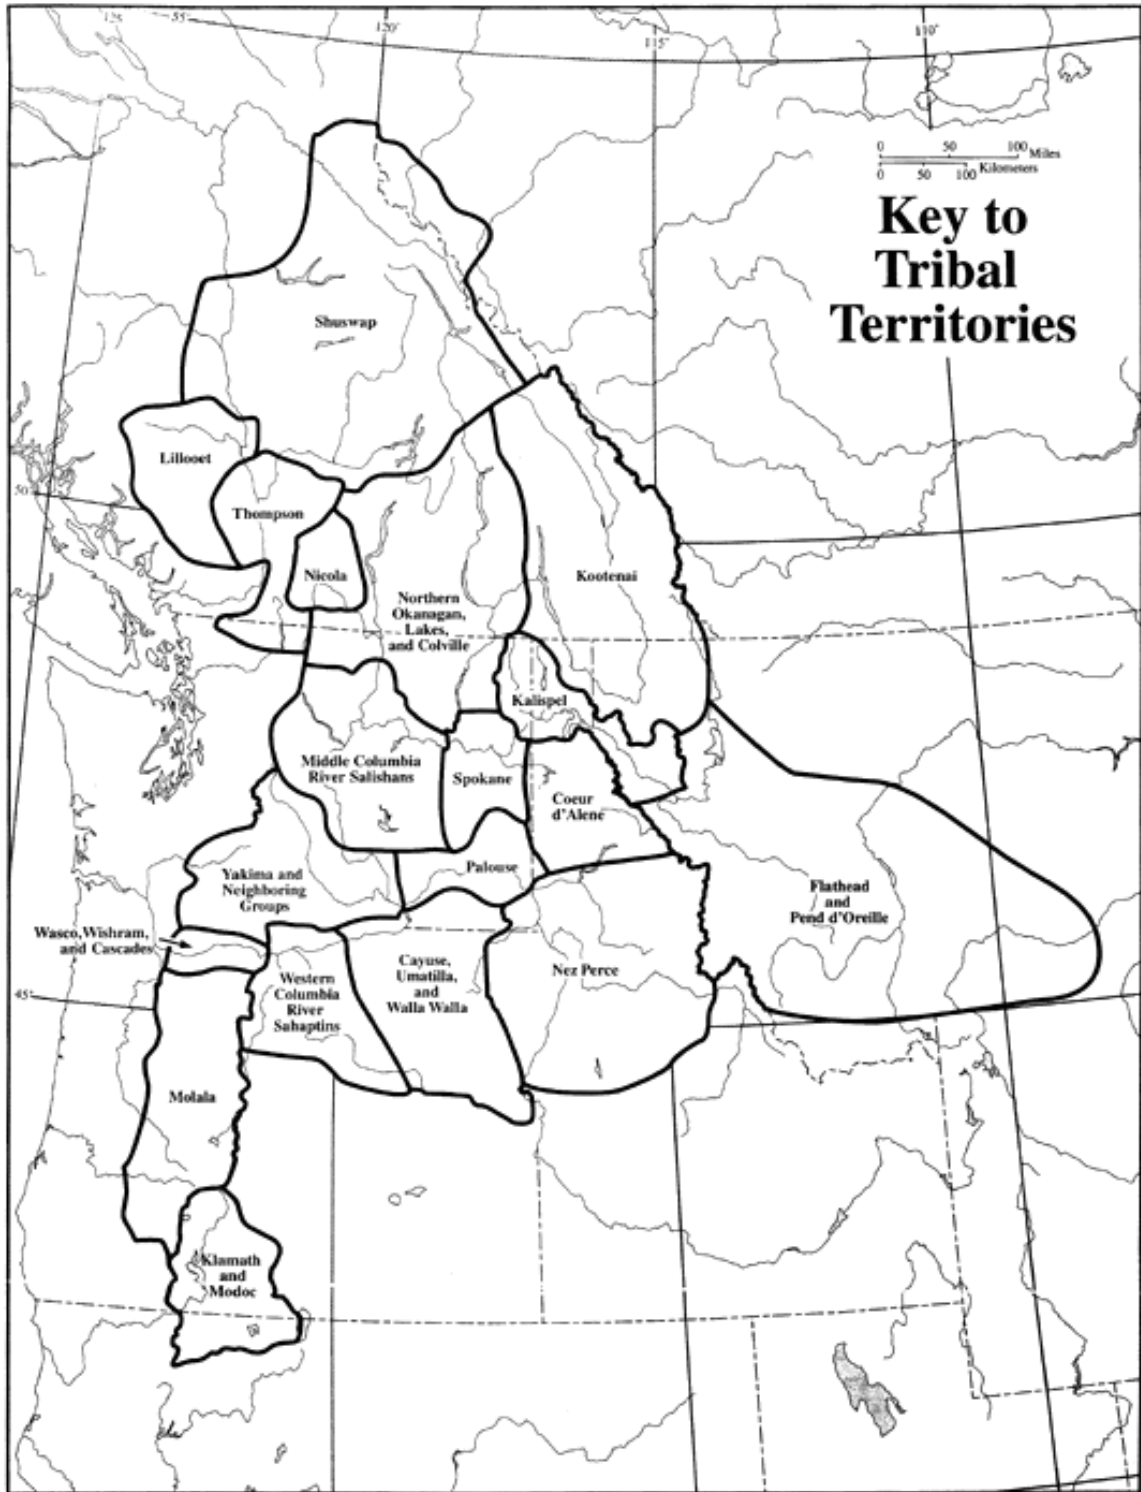 125
55°
120°
115°
110°
0 50 100 Miles
0 50 100 Kilometers
Key to
Tribal
Territories
Shuswap
Lillooet
50°
Thompson
Nicola
Kootenai
Northern
Okanagan,
Lakes,
and Colville
Kalispel
Middle Columbia
River Salishans
Spokane
Coeur
d'Alene
Palouse
Yakima and
Neighboring
Groups
Flathead
and
Pend d'Oreille
Wasco, Wishram,
and Cascades
Cayuse,
Umatilla,
and
Walla Walla
Nez Perce
Western
Columbia
River
Sahaptins
45°
Molala
Klamath
and
Modoc